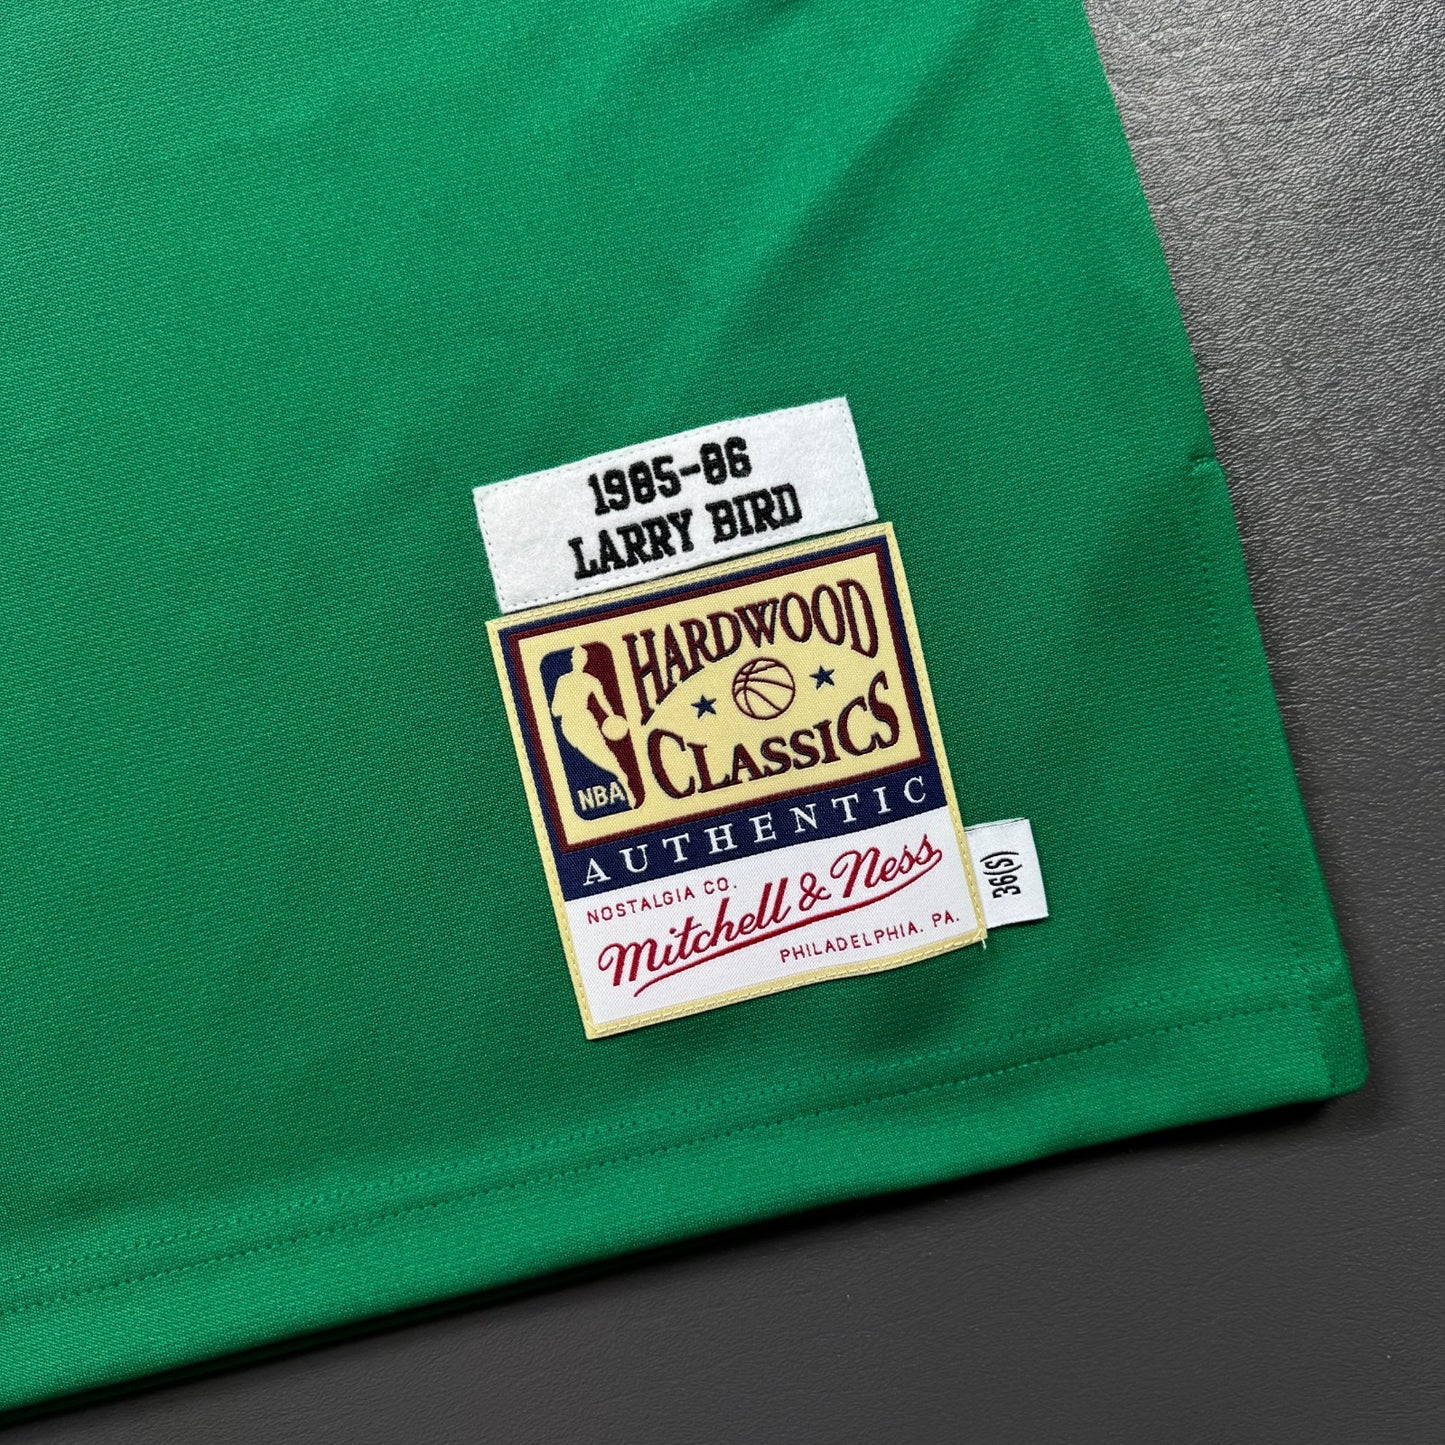 1985-86
LARRY BIRD
HARDWOOD
CLASSICS
NBA
AUTHENTIC
NOSTALGIA CO.
Mitchell & Ness
PHILADELPHIA, PA.
36(S)